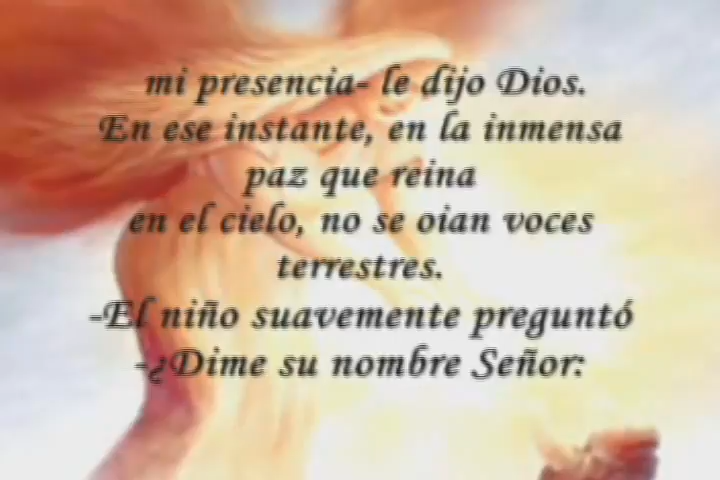 mi presencia- le dijo Dios.
En ese instante, en la inmensa
paz que reina
en el cielo, no se oian voces
terrestres.
-El niño suavemente preguntó
-¿Dime su nombre Señor: